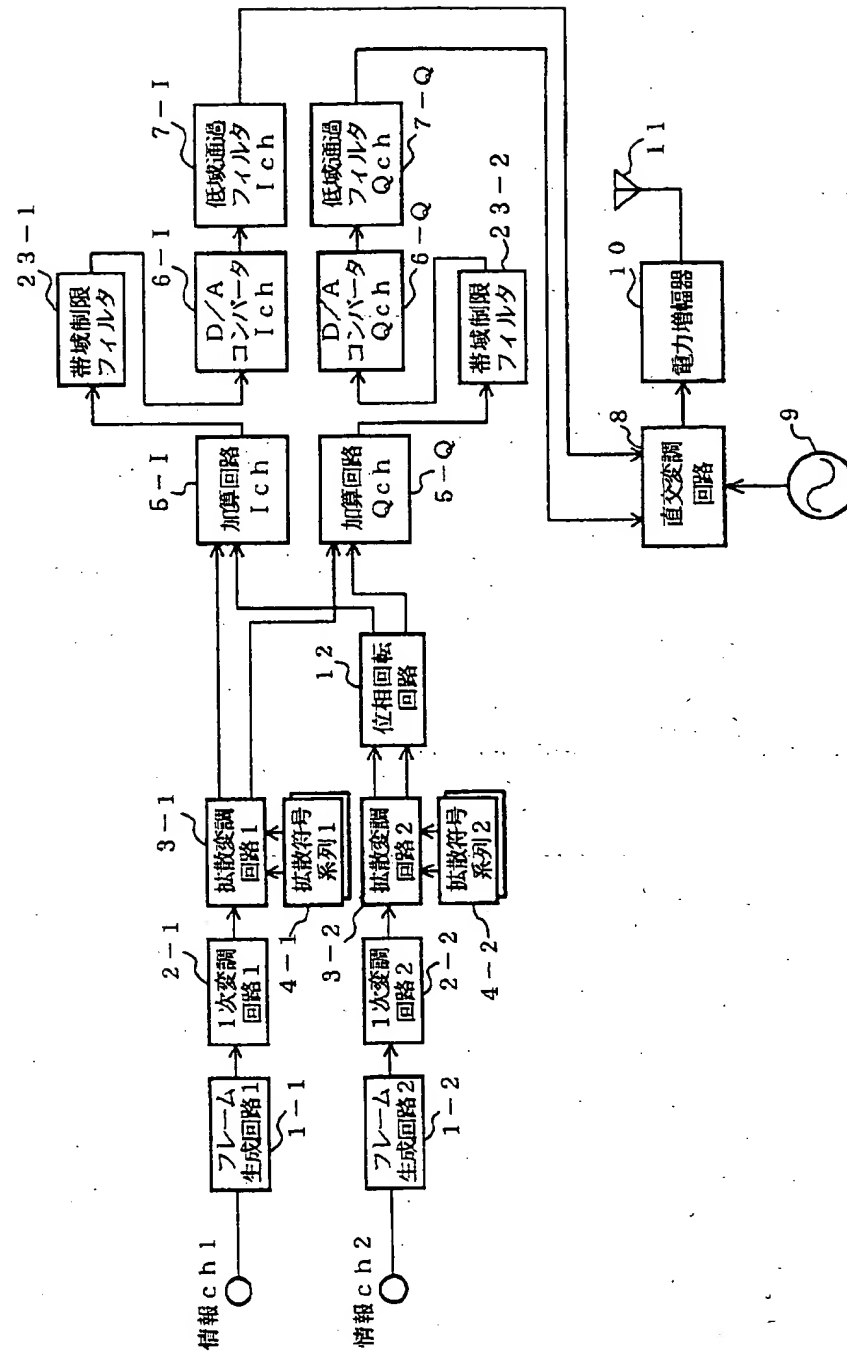 情報ch1
フレーム
生成回路1
1-1
1次変調
回路1
2-1
拡散変調
回路1
3-1
拡散符号
系列1
4-1
情報ch2
フレーム
生成回路2
1-2
1次変調
回路2
2-2
拡散変調
回路2
3-2
拡散符号
系列2
4-2
位相回転
回路
12
加算回路
Ich
5-I
加算回路
Qch
5-Q
帯域制限
フィルタ
23-1
D/A
コンバータ
Ich
6-I
低域通過
フィルタ
Ich
7-I
D/A
コンバータ
Qch
6-Q
低域通過
フィルタ
Qch
7-Q
帯域制限
フィルタ
23-2
直交変調
回路
8
9
電力増幅器
10
11